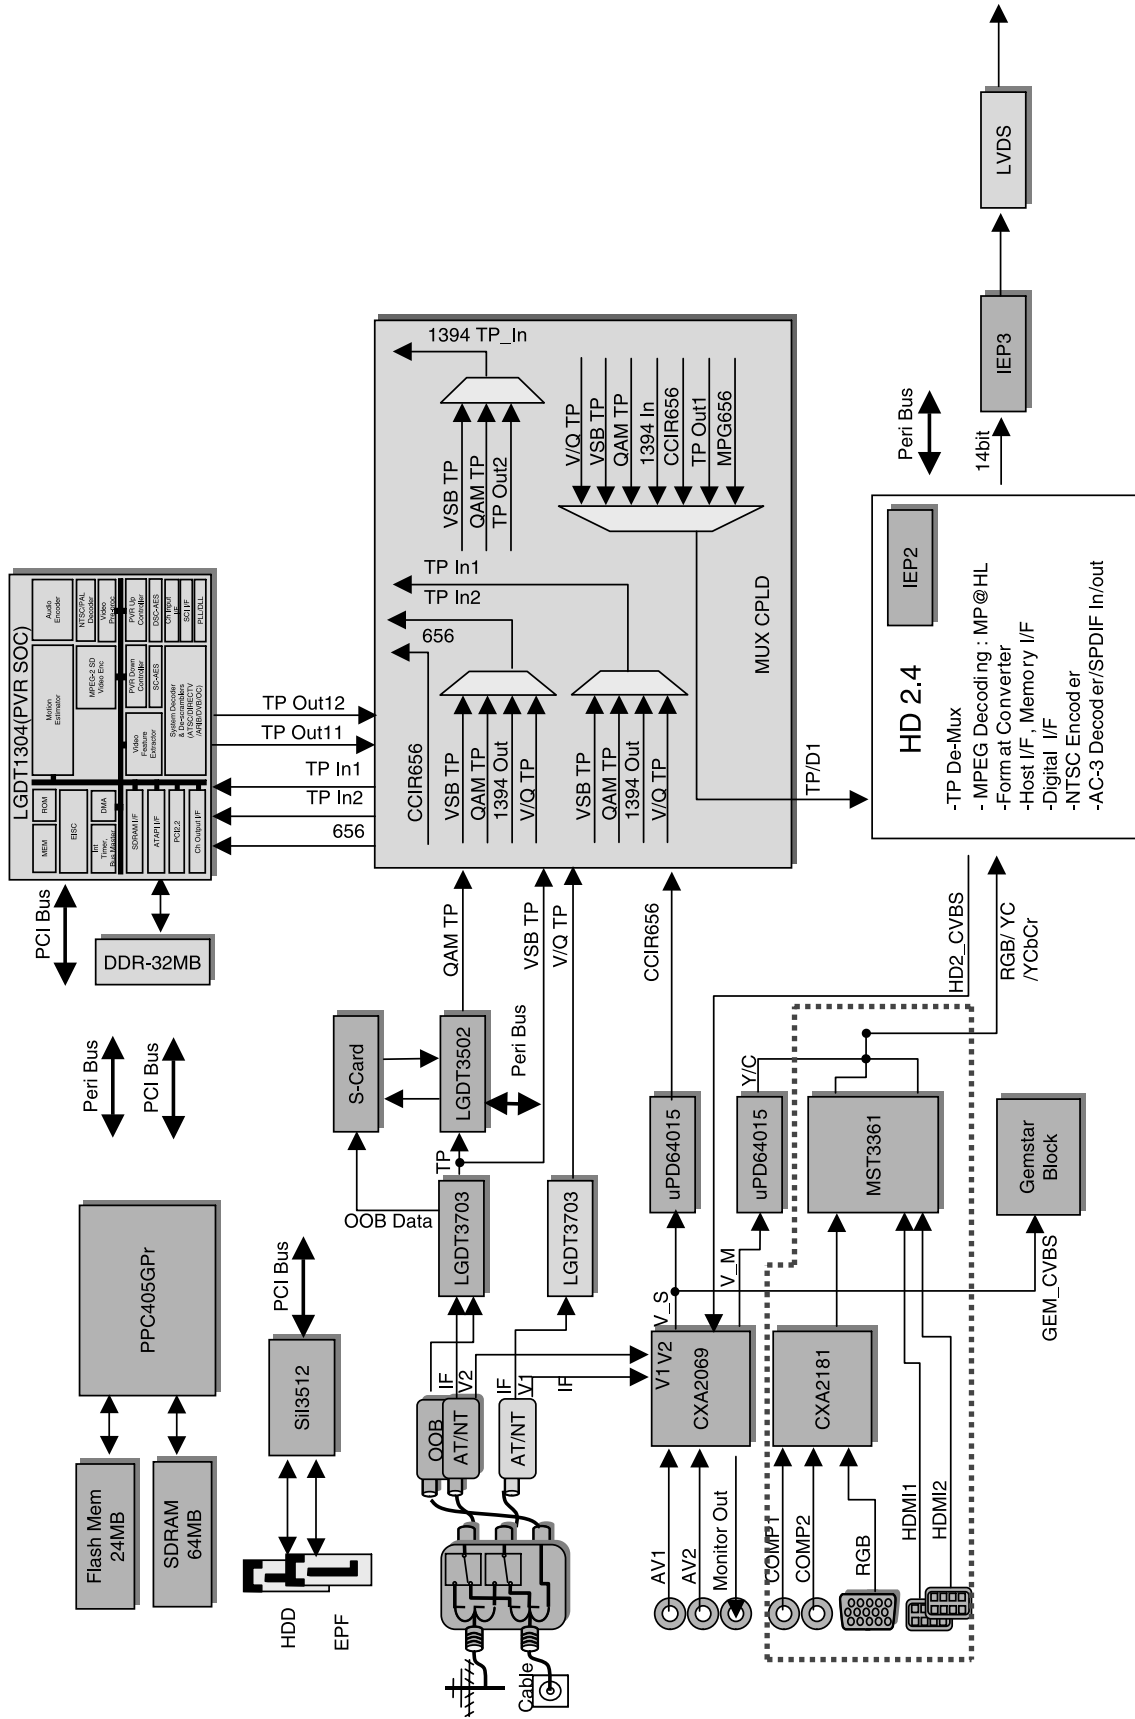 LGDT1304(PVR SOC)
MEM
ROM
EISC
Int
Timer,
Bus Master
DMA
SDRAM I/F
ATAPI I/F
PCI2.2
Ch Output I/F
Motion
Estimator
Audio
Encoder
MPEG-2 SD
Video Enc
NTSC/PAL
Decoder
Video
Pre-proc
Video
Feature
Extractor
PVR Down
Controller
PVR Up
Controller
SC-AES
DSC-AES
System Decoder
& De-scramblers
(ATSC/DIRECTV
/ARIB/DVB/OC)
Ch Input
I/F
SCI I/F
PLL/DLL
PCI Bus
DDR-32MB
Peri Bus
PCI Bus
PPC405GPr
Flash Mem
24MB
SDRAM
64MB
PCI Bus
SiI3512
HDD
EPF
TP Out12
TP Out11
TP In1
TP In2
656
MUX CPLD
1394 TP_In
VSB TP
QAM TP
TP Out2
V/Q TP
VSB TP
QAM TP
1394 In
CCIR656
TP Out1
MPG656
TP In1
TP In2
656
CCIR656
VSB TP
QAM TP
1394 Out
V/Q TP
VSB TP
QAM TP
1394 Out
V/Q TP
QAM TP
VSB TP
V/Q TP
CCIR656
TP/D1
S-Card
LGDT3502
Peri Bus
TP
OOB Data
LGDT3703
LGDT3703
OOB
AT/NT
AT/NT
IF
V2
IF
V1
IF
Cable
uPD64015
uPD64015
Y/C
V_S
V_M
V1 V2
CXA2069
AV1
AV2
Monitor Out
COMP1
COMP2
RGB
HDMI1
HDMI2
CXA2181
MST3361
Gemstar
Block
GEM_CVBS
HD2_CVBS
RGB/ YC
/YCbCr
HD 2.4
IEP2
-TP De-Mux
- MPEG Decoding : MP@HL
-Format Converter
-Host I/F , Memory I/F
-Digital I/F
-NTSC Encoder
-AC-3 Decoder/SPDIF In/out
14bit
Peri Bus
IEP3
LVDS